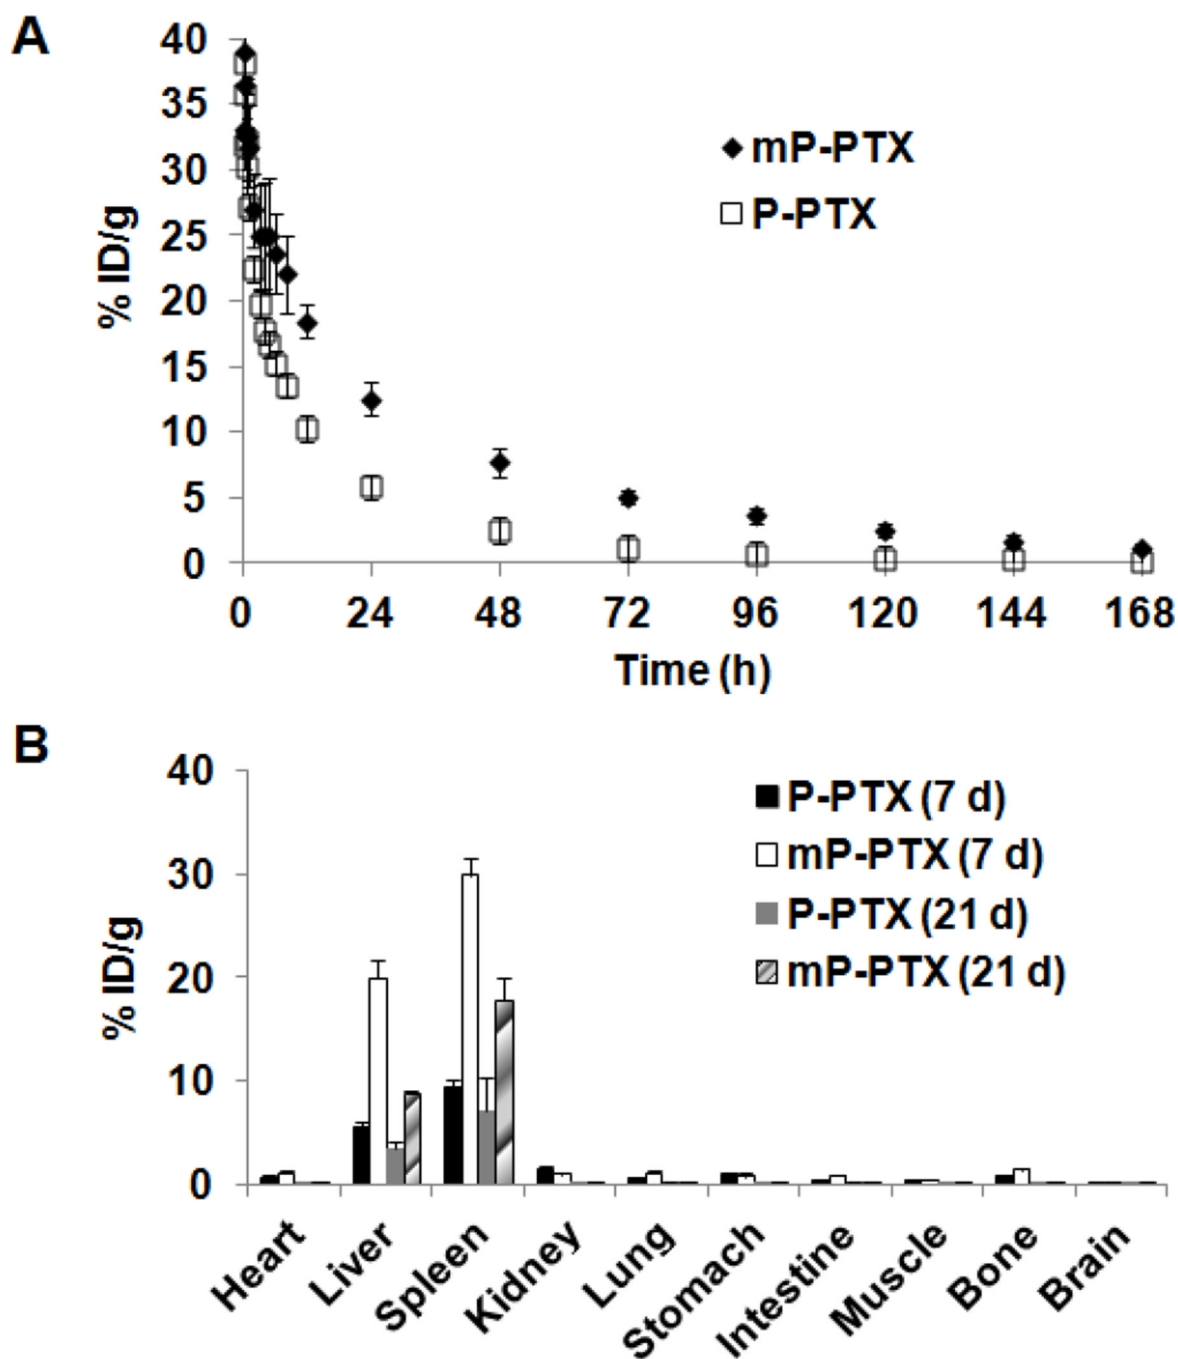 A
40
35
30
25
20
15
10
5
0
% ID/g
mP-PTX
P-PTX
0 24 48 72 96 120 144 168
Time (h)
B
40
30
20
10
0
% ID/g
P-PTX (7 d)
mP-PTX (7 d)
P-PTX (21 d)
mP-PTX (21 d)
Heart Liver Spleen Kidney Lung Stomach Intestine Muscle Bone Brain